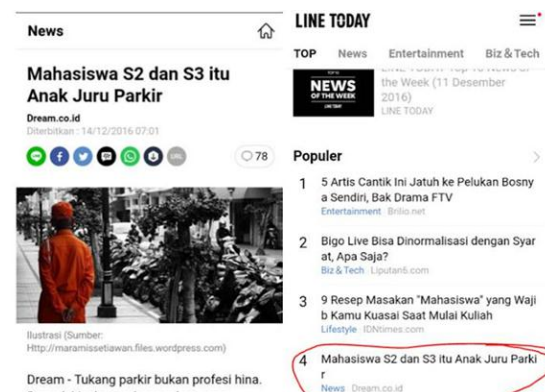 News
Mahasiswa S2 dan S3 itu
Anak Juru Parkir
Dream.co.id
Diterbitkan : 14/12/2016 07:01
URL
78
Ilustrasi (Sumber:
Http://maramissetiawan.files.wordpress.com)
Dream - Tukang parkir bukan profesi hina.
LINE TODAY
TOP News Entertainment Biz & Tech
NEWS
OF THE WEEK
the Week (11 Desember
2016)
LINE TODAY
Populer
1 5 Artis Cantik Ini Jatuh ke Pelukan Bosny
a Sendiri, Bak Drama FTV
Entertainment Brilio.net
2 Bigo Live Bisa Dinormalisasi dengan Syar
at, Apa Saja?
Biz & Tech Liputan6.com
3 9 Resep Masakan "Mahasiswa" yang Waji
b Kamu Kuasai Saat Mulai Kuliah
Lifestyle IDNtimes.com
4 Mahasiswa S2 dan S3 itu Anak Juru Parki
r
News Dream.co.id